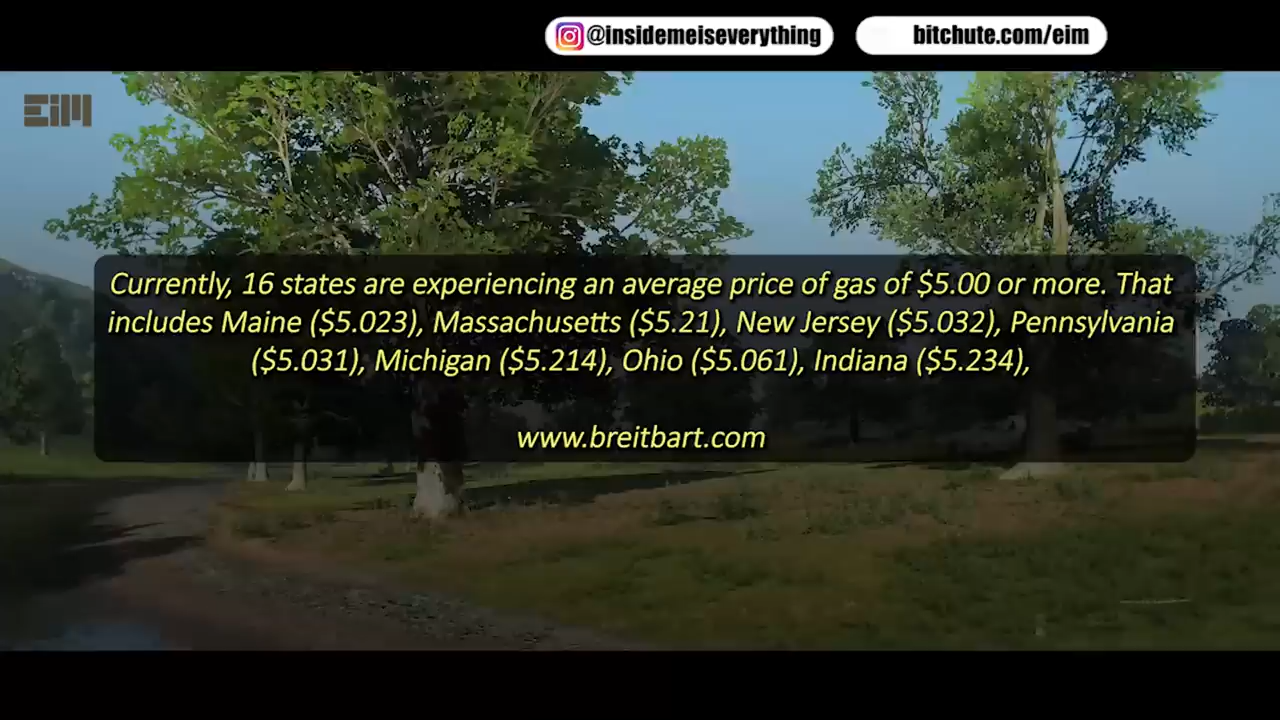 @insidemeiseverything
bitchute.com/eim
EiM
Currently, 16 states are experiencing an average price of gas of $5.00 or more. That
includes Maine ($5.023), Massachusetts ($5.21), New Jersey ($5.032), Pennsylvania
($5.031), Michigan ($5.214), Ohio ($5.061), Indiana ($5.234),
www.breitbart.com